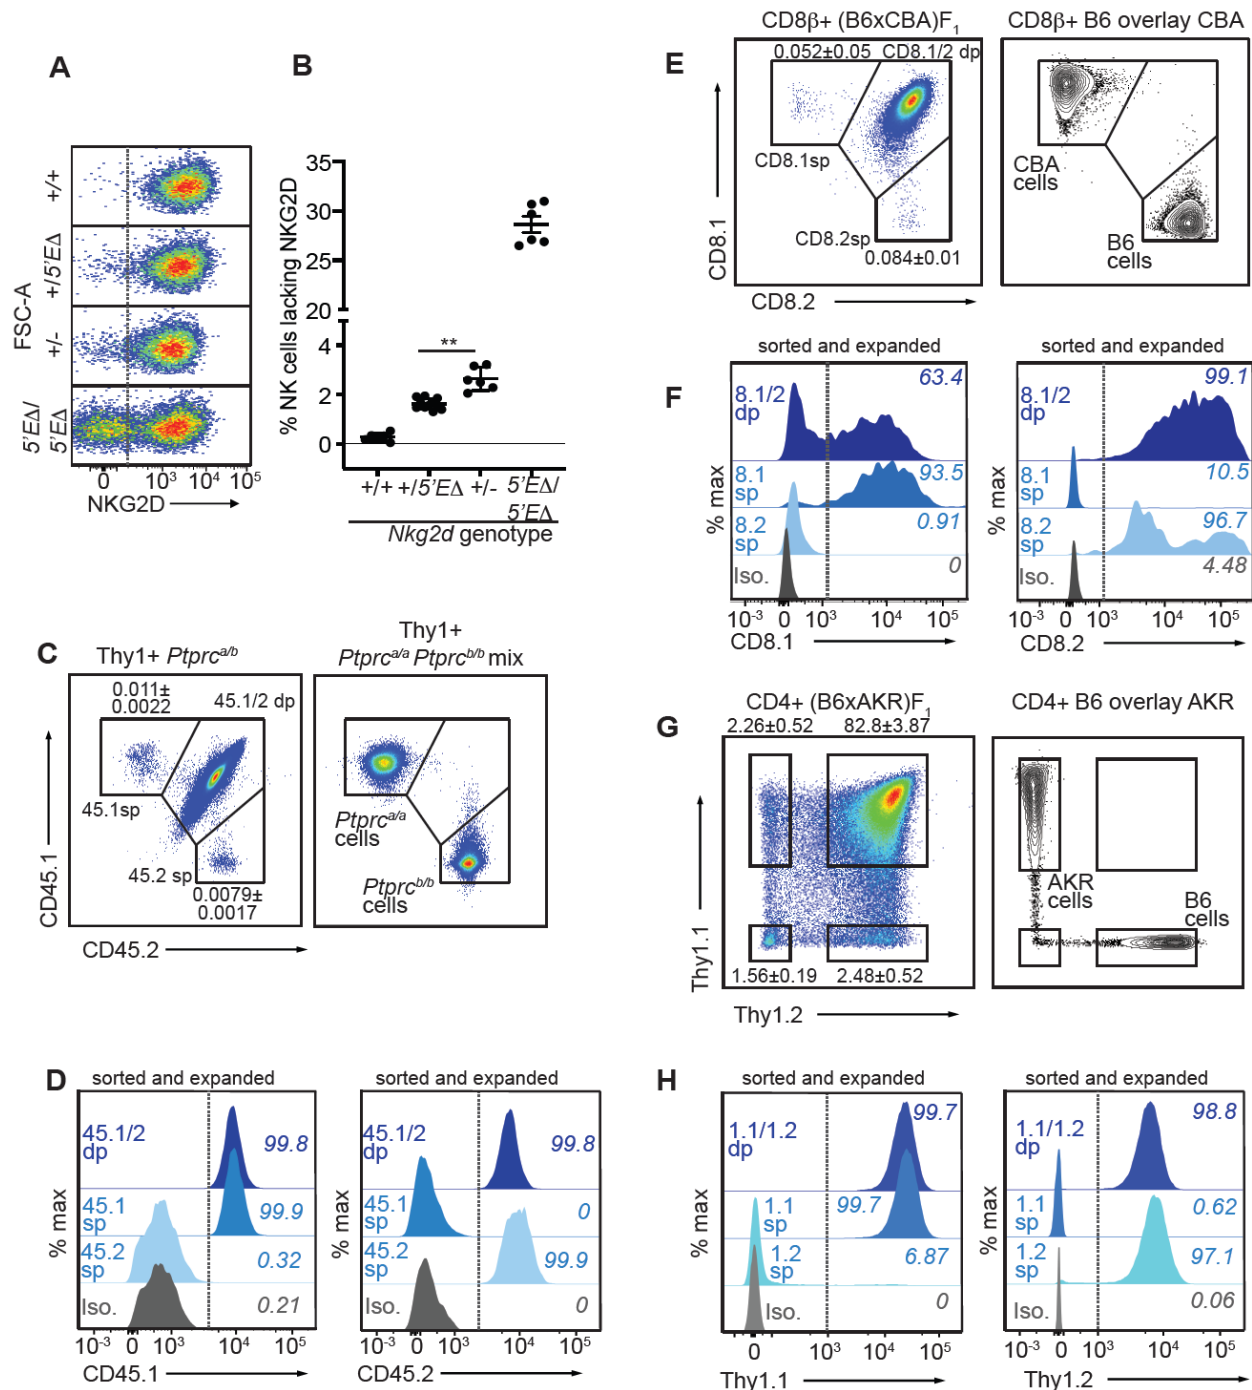 A
FSC-A
+/+
+/5'EΔ
+/-
5'EΔ/
5'EΔ
0 10³ 10⁴ 10⁵
NKG2D
B
% NK cells lacking NKG2D
35
30
25
20
4
2
0
+/+ +/5'EΔ +/- 5'EΔ/
5'EΔ
**
Nkg2d genotype
C
Thy1+ Ptprcᵃ/ᵇ
0.011±
0.0022
45.1/2 dp
45.1sp
45.2 sp
0.0079±
0.0017
CD45.1
CD45.2
Thy1+
Ptprcᵃ/ᵃ Ptprcᵇ/ᵇ mix
Ptprcᵃ/ᵃ
cells
Ptprcᵇ/ᵇ
cells
D
sorted and expanded
% max
45.1/2
dp
99.8
45.1
sp
99.9
45.2
sp
0.32
Iso.
0.21
10⁻³ 0 10³ 10⁴ 10⁵
CD45.1
sorted and expanded
% max
45.1/2
dp
99.8
45.1
sp
0
45.2
sp
99.9
Iso.
0
10⁻³ 0 10³ 10⁴ 10⁵
CD45.2
E
CD8β+ (B6xCBA)F₁
0.052±0.05 CD8.1/2 dp
CD8.1sp
CD8.2sp
0.084±0.01
CD8.1
CD8.2
CD8β+ B6 overlay CBA
CBA
cells
B6
cells
F
sorted and expanded
% max
8.1/2
dp
63.4
8.1
sp
93.5
8.2
sp
0.91
Iso.
0
10⁻³ 0 10³ 10⁴ 10⁵
CD8.1
sorted and expanded
% max
8.1/2
dp
99.1
8.1
sp
10.5
8.2
sp
96.7
Iso.
4.48
10⁻³ 0 10³ 10⁴ 10⁵
CD8.2
G
CD4+ (B6xAKR)F₁
2.26±0.52 82.8±3.87
1.56±0.19 2.48±0.52
Thy1.1
Thy1.2
CD4+ B6 overlay AKR
AKR
cells
B6
cells
H
sorted and expanded
% max
1.1/1.2
dp
99.7
1.1
sp
99.7
1.2
sp
6.87
Iso.
0
0 10³ 10⁴ 10⁵
Thy1.1
sorted and expanded
% max
1.1/1.2
dp
98.8
1.1
sp
0.62
1.2
sp
97.1
Iso.
0.06
0 10³ 10⁴ 10⁵
Thy1.2